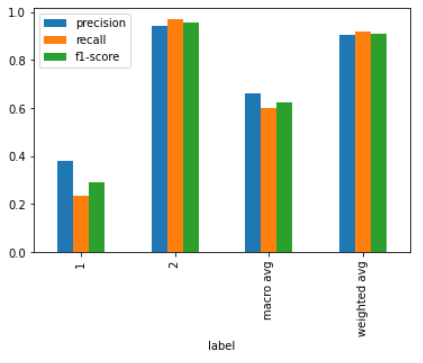 precision
recall
f1-score
1.0
0.8
0.6
0.4
0.2
0.0
1
2
macro avg
weighted avg
label